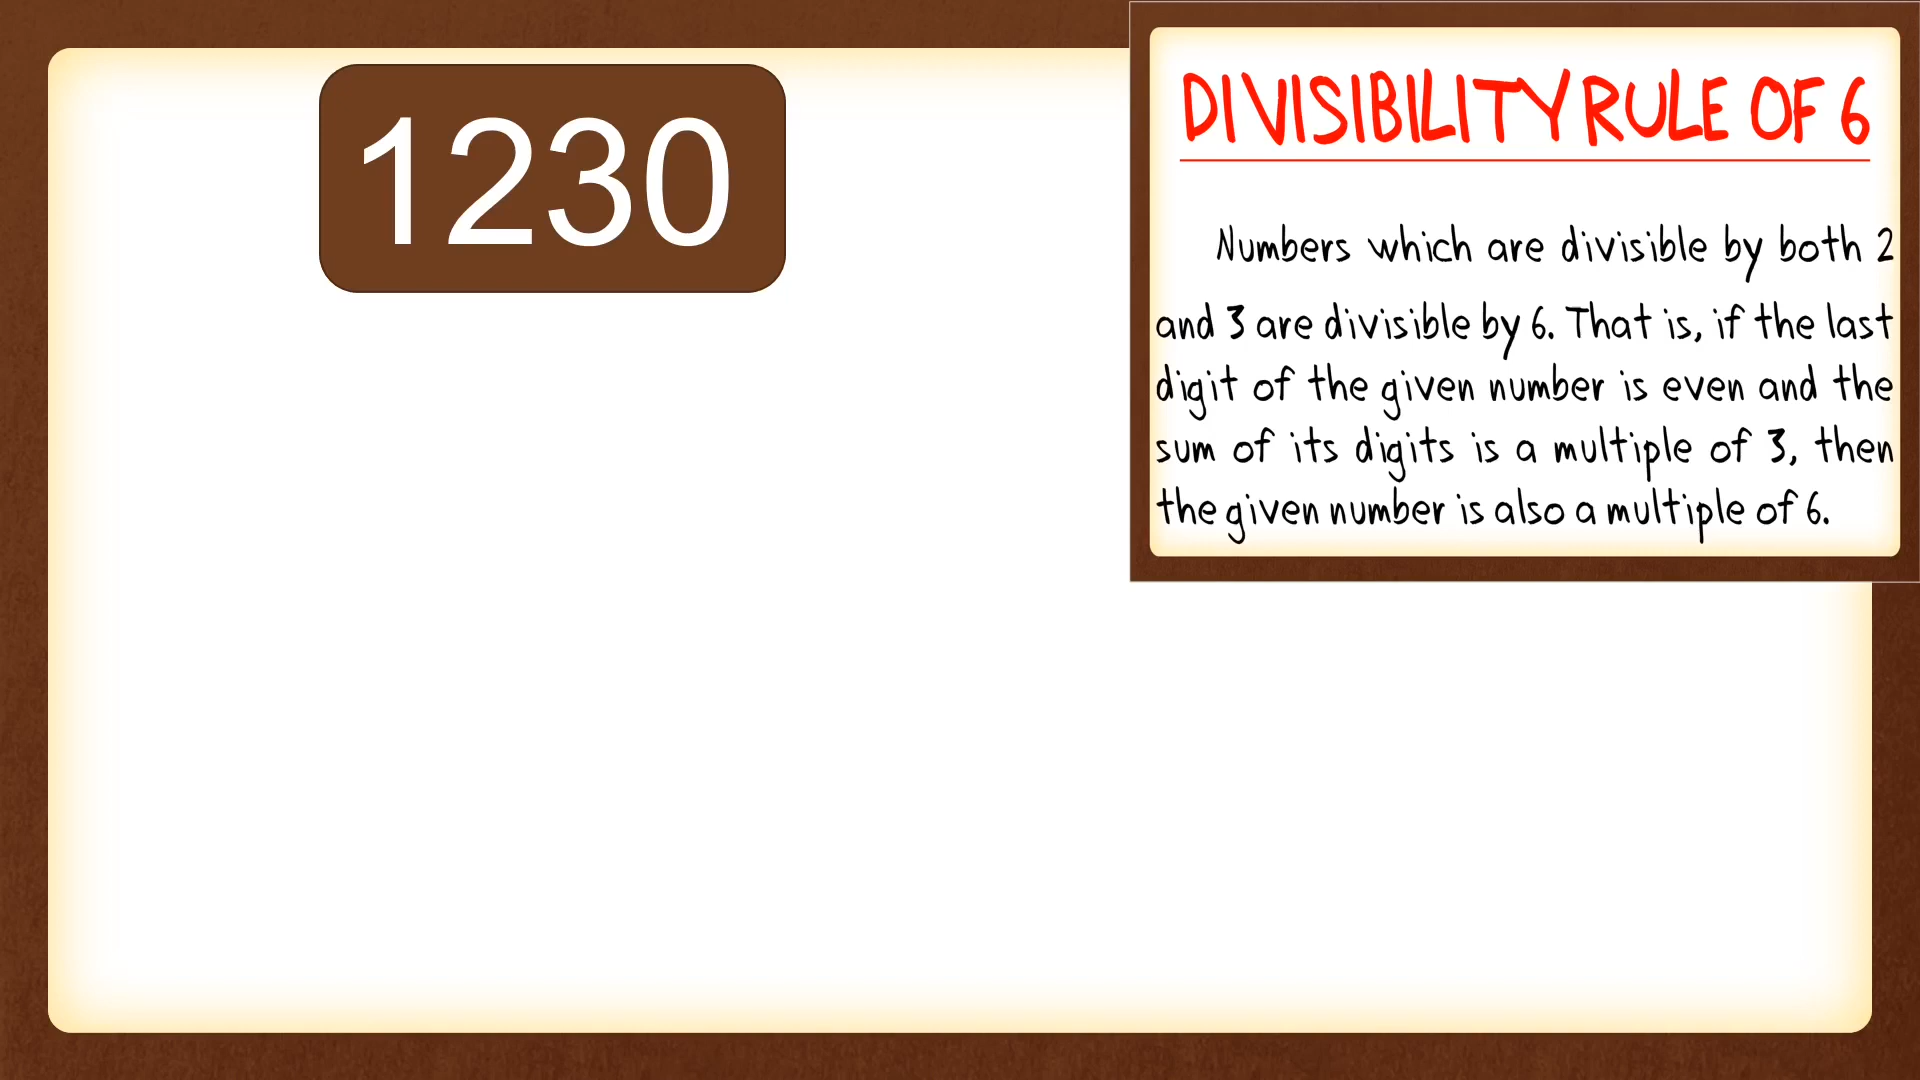 1230
DIVISIBILITY RULE OF 6
Numbers which are divisible by both 2
and 3 are divisible by 6. That is, if the last
digit of the given number is even and the
sum of its digits is a multiple of 3, then
the given number is also a multiple of 6.